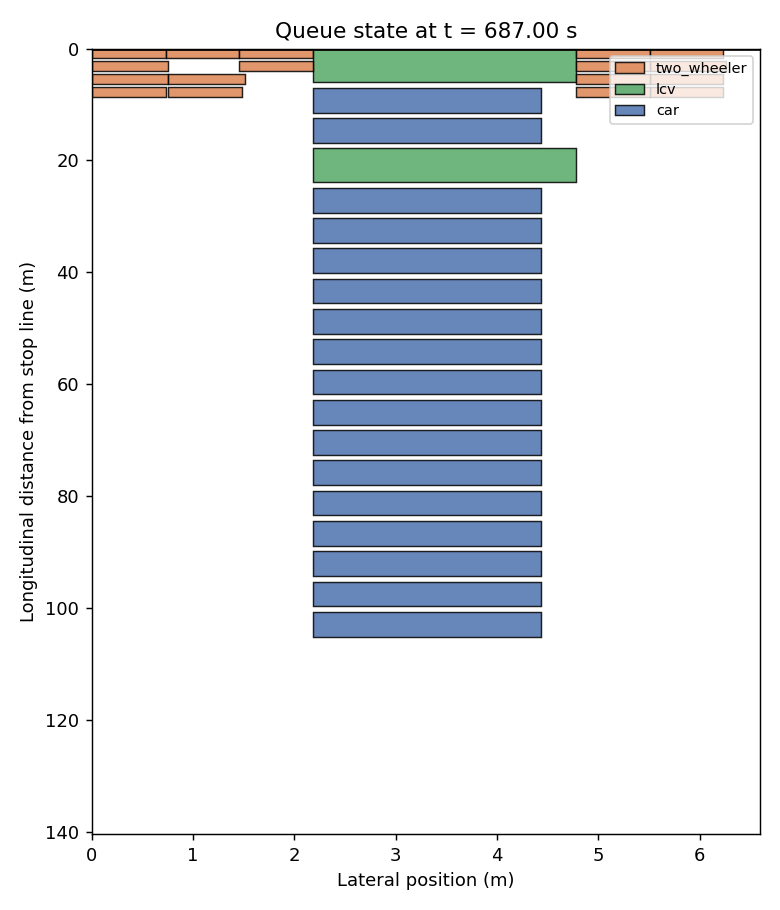 Queue state at t = 687.00 s
two_wheeler
lcv
car
0
20
40
60
80
100
120
140
Longitudinal distance from stop line (m)
0
1
2
3
4
5
6
Lateral position (m)